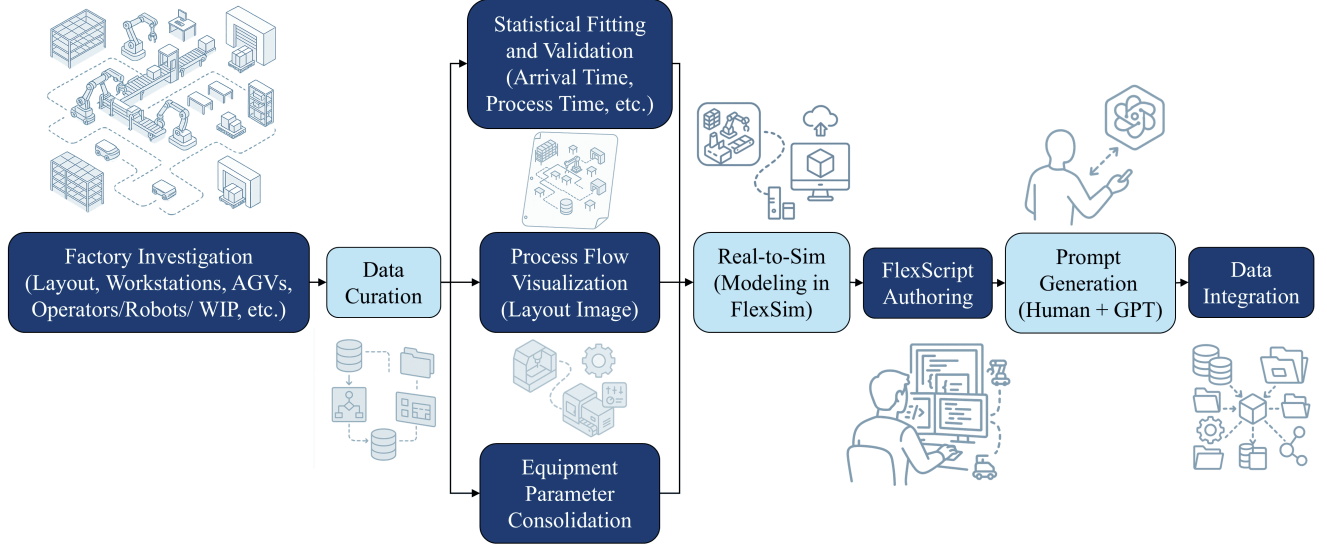 Factory Investigation
(Layout, Workstations, AGVs,
Operators/Robots/ WIP, etc.)
Data
Curation
Statistical Fitting
and Validation
(Arrival Time,
Process Time, etc.)
Process Flow
Visualization
(Layout Image)
Equipment
Parameter
Consolidation
Real-to-Sim
(Modeling in
FlexSim)
FlexScript
Authoring
Prompt
Generation
(Human + GPT)
Data
Integration